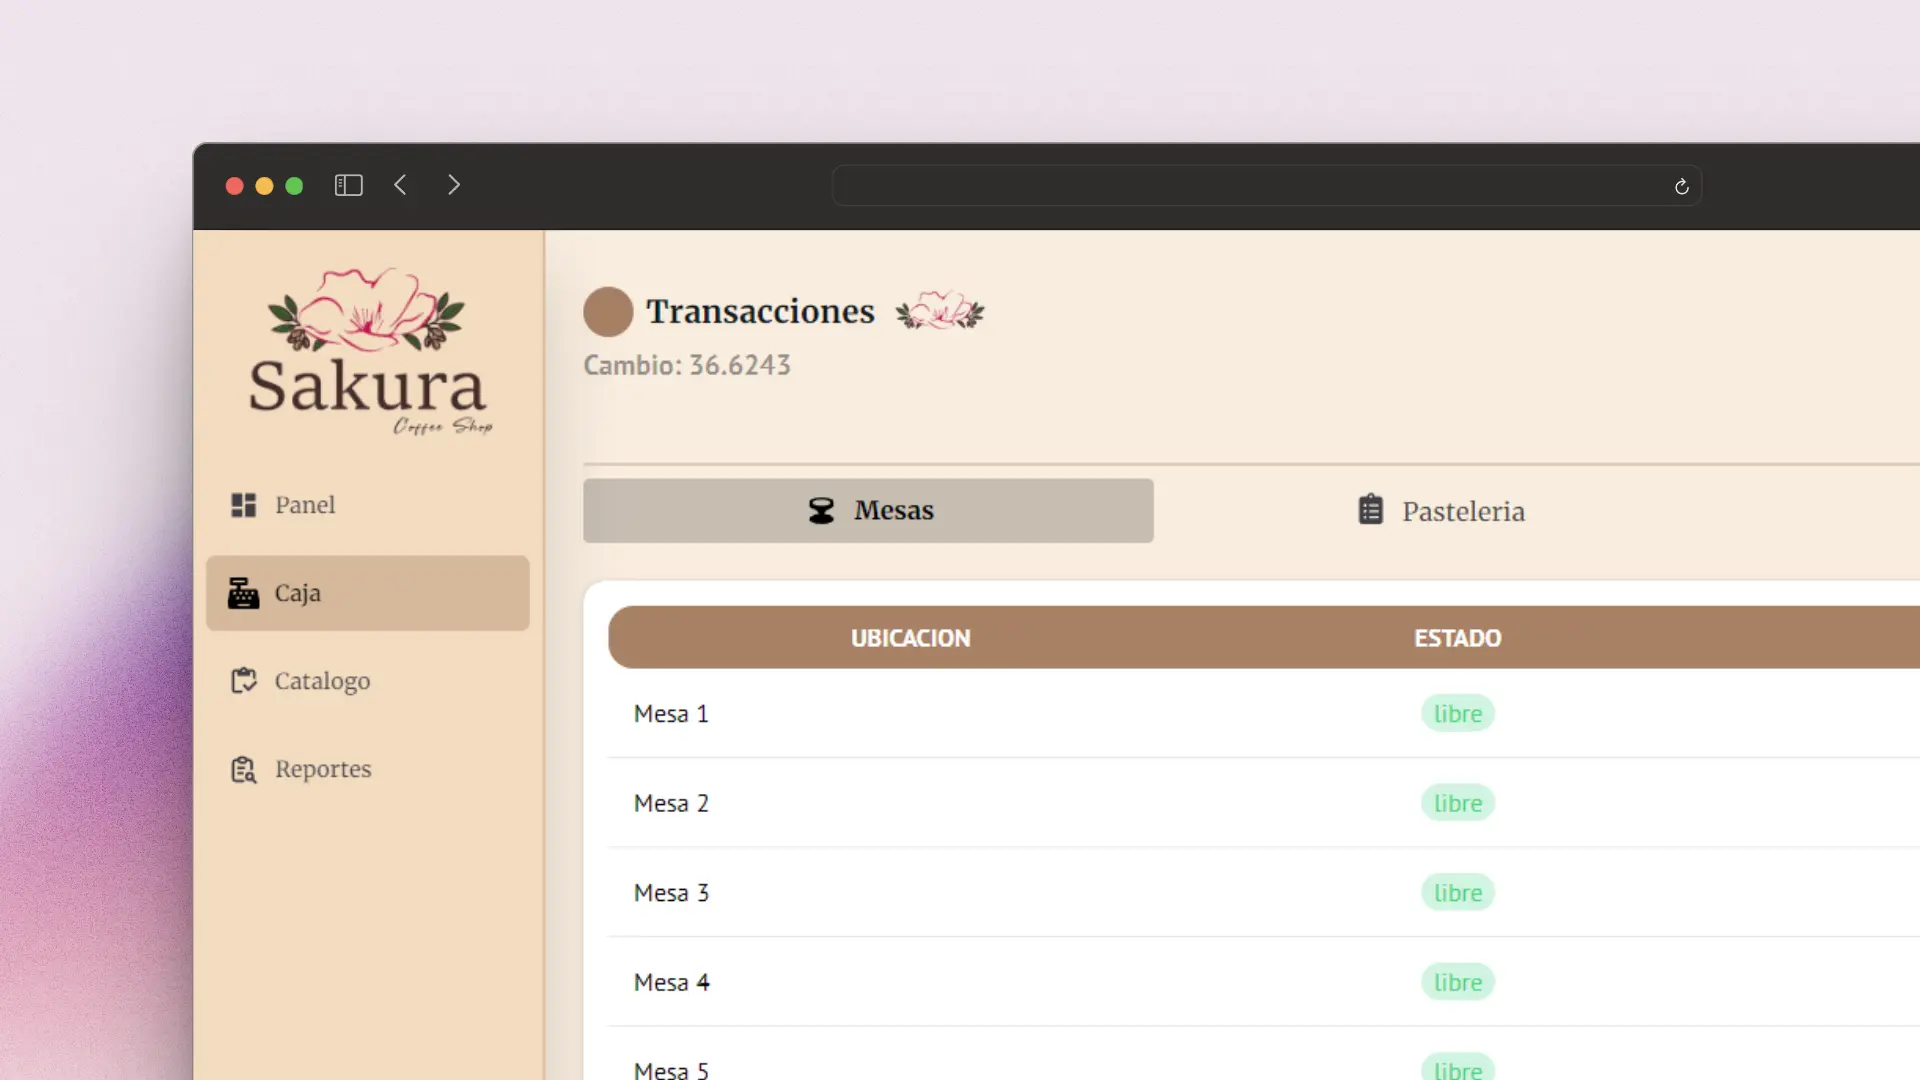 Sakura
Coffee Shop
Panel
Caja
Catalogo
Reportes
Transacciones
Cambio: 36.6243
Mesas
Pasteleria
UBICACION ESTADO
Mesa 1 libre
Mesa 2 libre
Mesa 3 libre
Mesa 4 libre
Mesa 5 libre